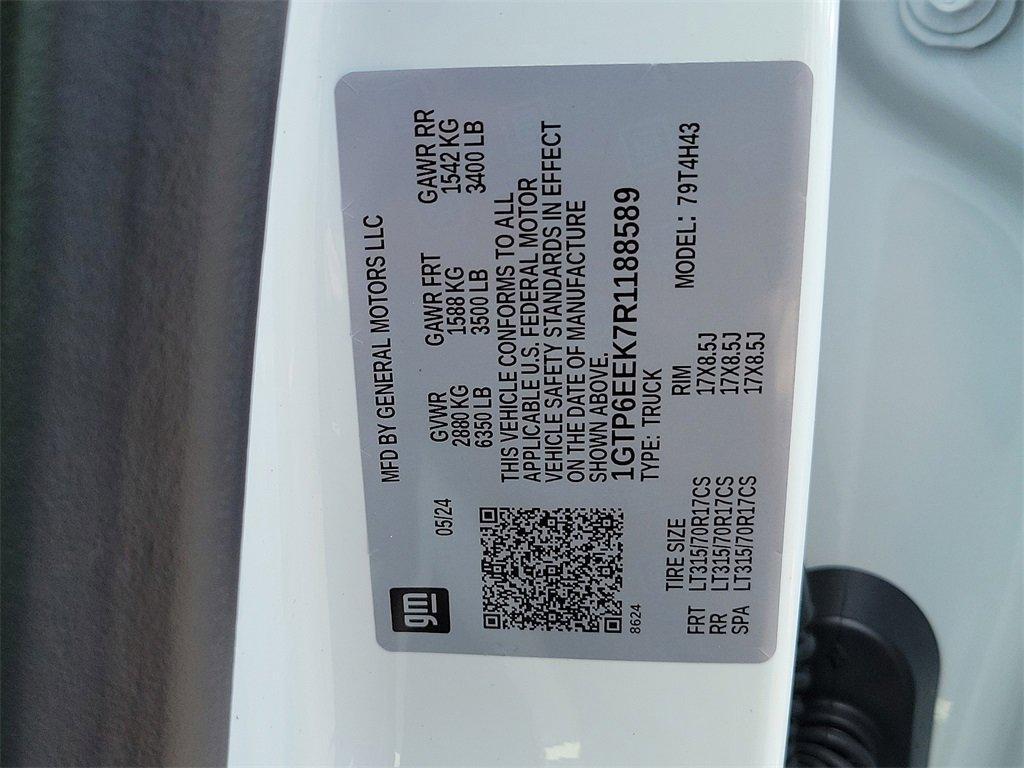 gm
05/24
MFD BY GENERAL MOTORS LLC
GVWR GAWR FRT GAWR RR
2880 KG 1588 KG 1542 KG
6350 LB 3500 LB 3400 LB
THIS VEHICLE CONFORMS TO ALL
APPLICABLE U.S. FEDERAL MOTOR
VEHICLE SAFETY STANDARDS IN EFFECT
ON THE DATE OF MANUFACTURE
SHOWN ABOVE.
1GTP6EEK7R1188589
8624
TYPE: TRUCK
TIRE SIZE RIM MODEL: 79T4H43
FRT LT315/70R17CS 17X8.5J
RR LT315/70R17CS 17X8.5J
SPA LT315/70R17CS 17X8.5J